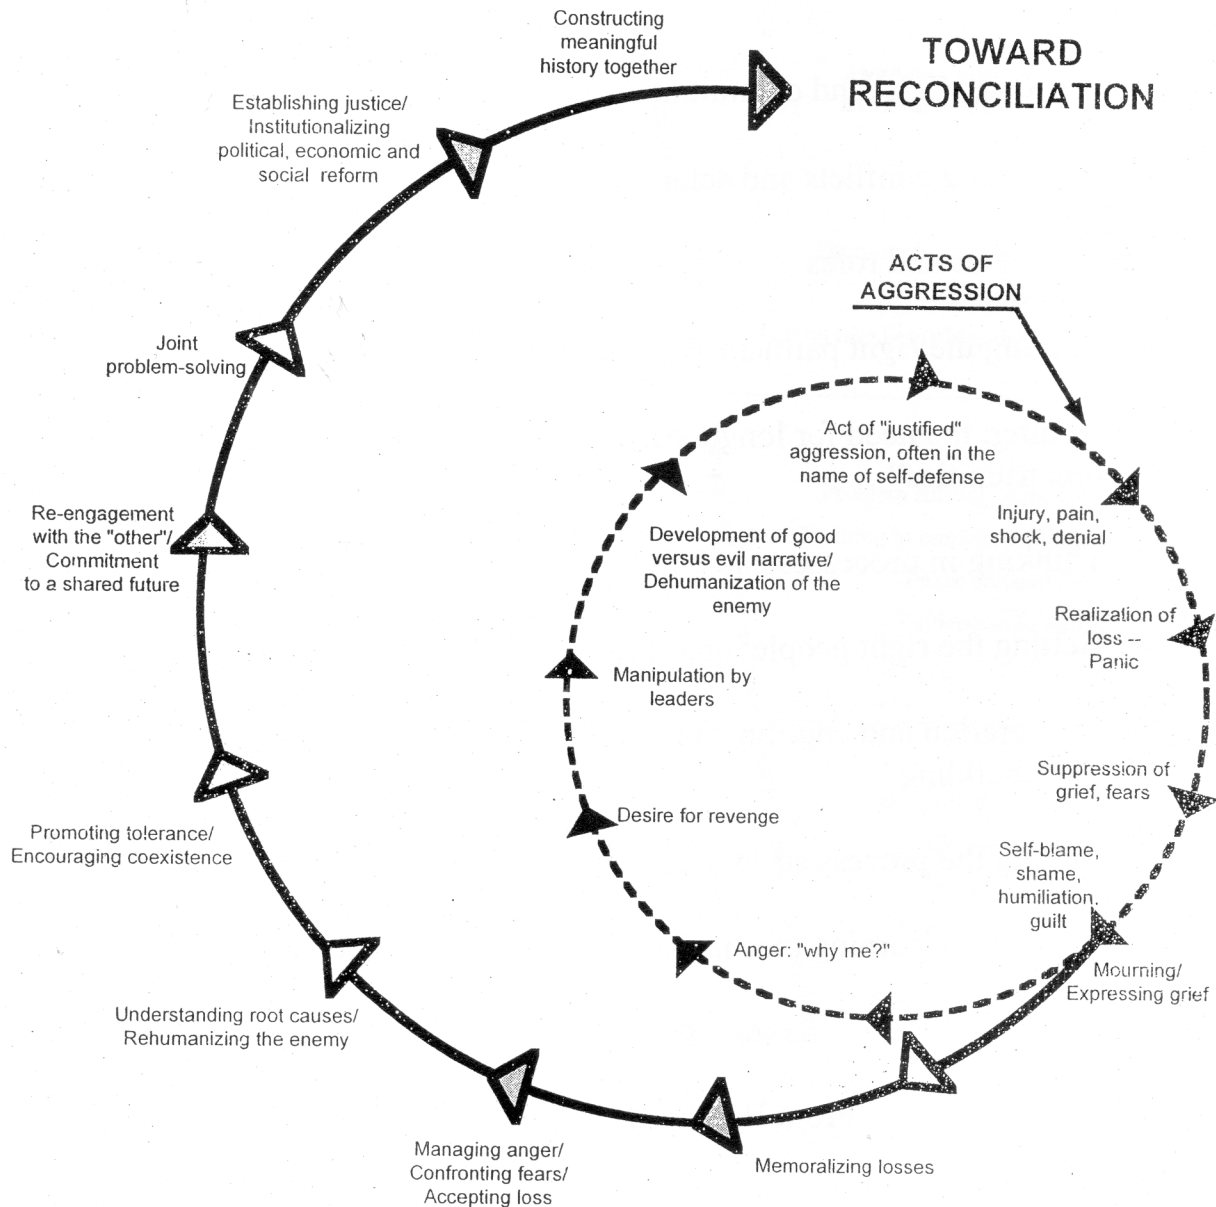 Constructing
meaningful
history together
TOWARD
RECONCILIATION
Establishing justice/
Institutionalizing
political, economic and
social reform
ACTS OF
AGGRESSION
Joint
problem-solving
Act of "justified"
aggression, often in the
name of self-defense
Injury, pain,
shock, denial
Re-engagement
with the "other"/
Commitment
to a shared future
Development of good
versus evil narrative/
Dehumanization of the
enemy
Realization of
loss --
Panic
Manipulation by
leaders
Suppression of
grief, fears
Desire for revenge
Promoting tolerance/
Encouraging coexistence
Self-blame,
shame,
humiliation,
guilt
Anger: "why me?"
Mourning/
Expressing grief
Understanding root causes/
Rehumanizing the enemy
Managing anger/
Confronting fears/
Accepting loss
Memoralizing losses